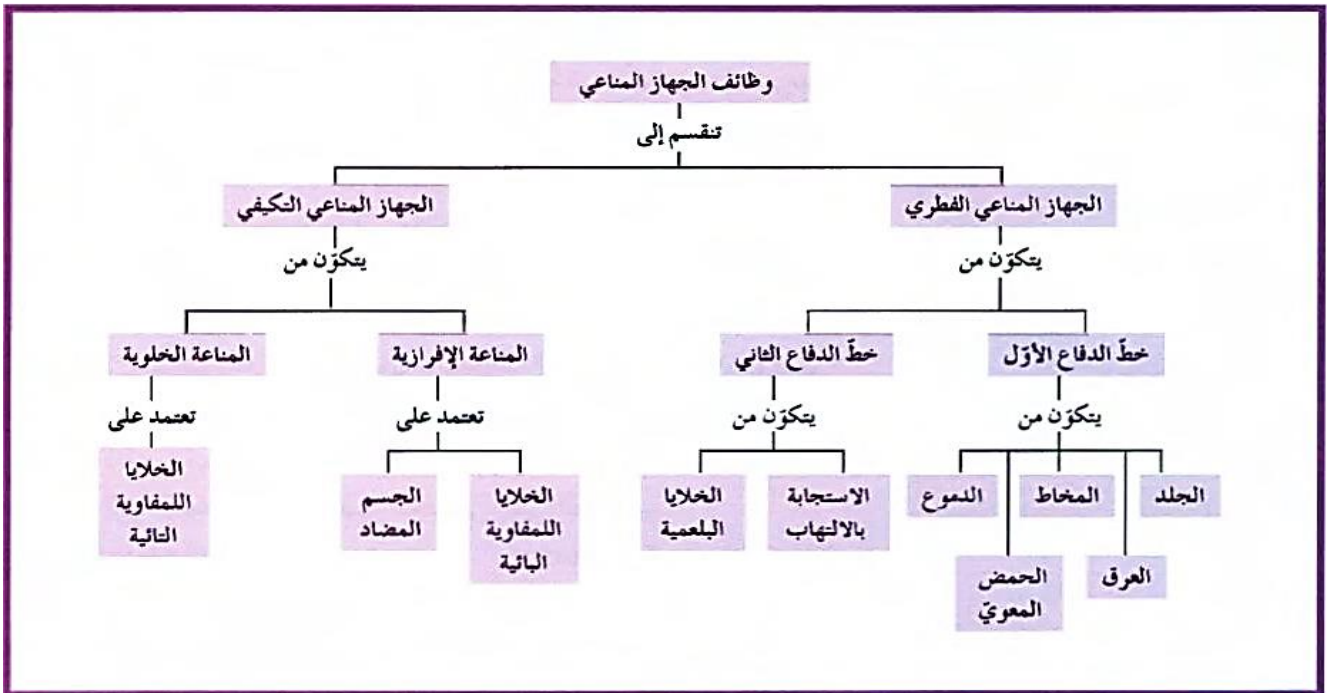 وظائف الجهاز المناعي
تنقسم إلى
الجهاز المناعي الفطري
الجهاز المناعي التكيفي
يتكوّن من
يتكوّن من
خطّ الدفاع الأوّل
خطّ الدفاع الثاني
المناعة الإفرازية
المناعة الخلوية
يتكوّن من
يتكوّن من
تعتمد على
تعتمد على
الجلد
المخاط
الدموع
العرق
الحمض
المعويّ
الاستجابة
بالالتهاب
الخلايا
البلعمية
الخلايا
اللمفاوية
البائية
الجسم
المضاد
الخلايا
اللمفاوية
التائية